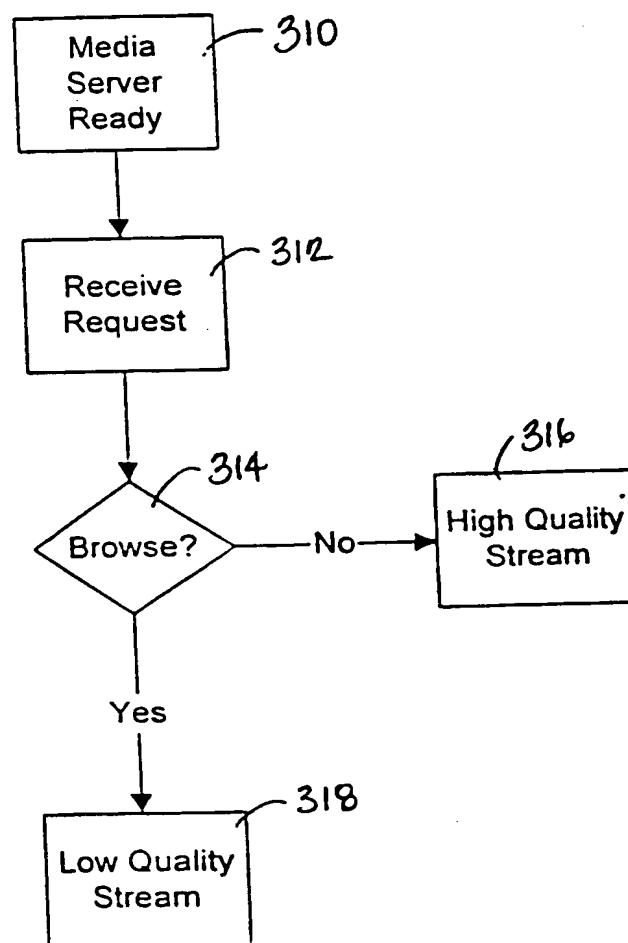 310
Media
Server
Ready
312
Receive
Request
314
Browse?
No
316
High Quality
Stream
Yes
318
Low Quality
Stream